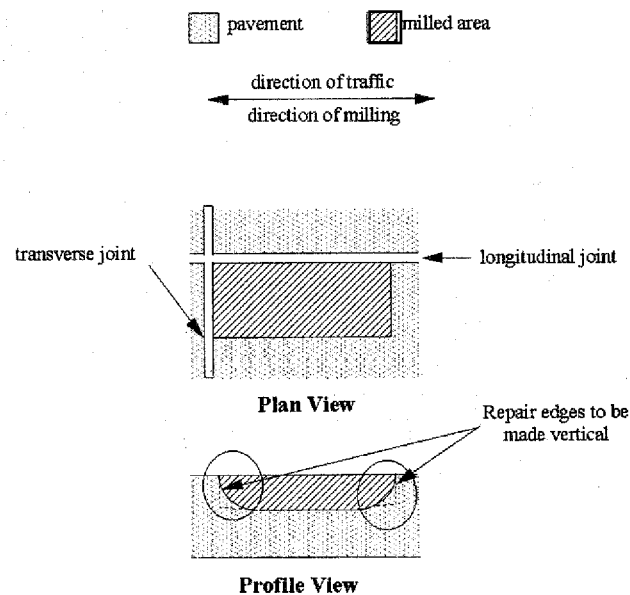 pavement
milled area
direction of traffic
direction of milling
transverse joint
longitudinal joint
Plan View
Repair edges to be
made vertical
Profile View